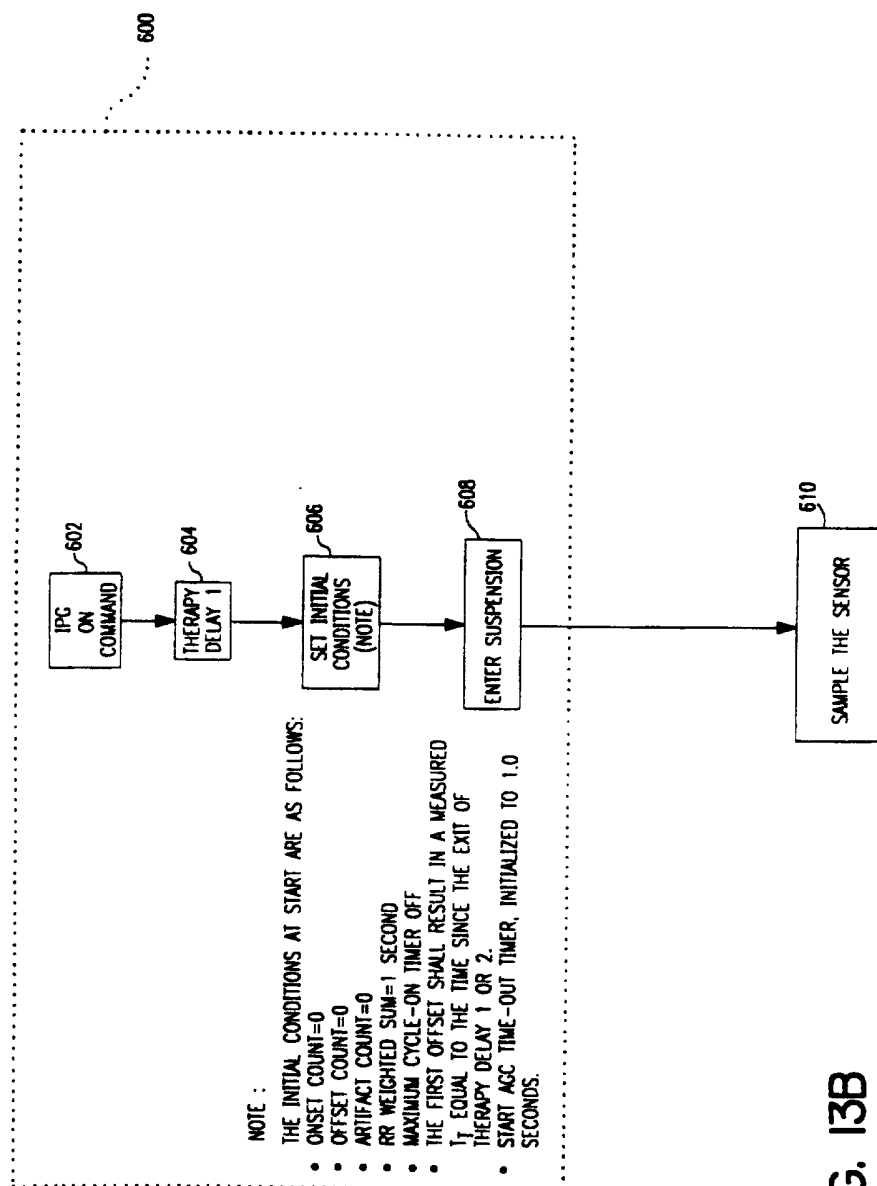 600
602
IPG
ON
COMMAND
604
THERAPY
DELAY 1
606
SET INITIAL
CONDITIONS
(NOTE)
608
ENTER SUSPENSION
610
SAMPLE THE SENSOR
NOTE :
THE INITIAL CONDITIONS AT START ARE AS FOLLOWS:
• ONSET COUNT=0
• OFFSET COUNT=0
• ARTIFACT COUNT=0
• RR WEIGHTED SUM=1 SECOND
• MAXIMUM CYCLE-ON TIMER OFF
• THE FIRST OFFSET SHALL RESULT IN A MEASURED
TT EQUAL TO THE TIME SINCE THE EXIT OF
THERAPY DELAY 1 OR 2.
• START AGC TIME-OUT TIMER, INITIALIZED TO 1.0
SECONDS.
G. 13B